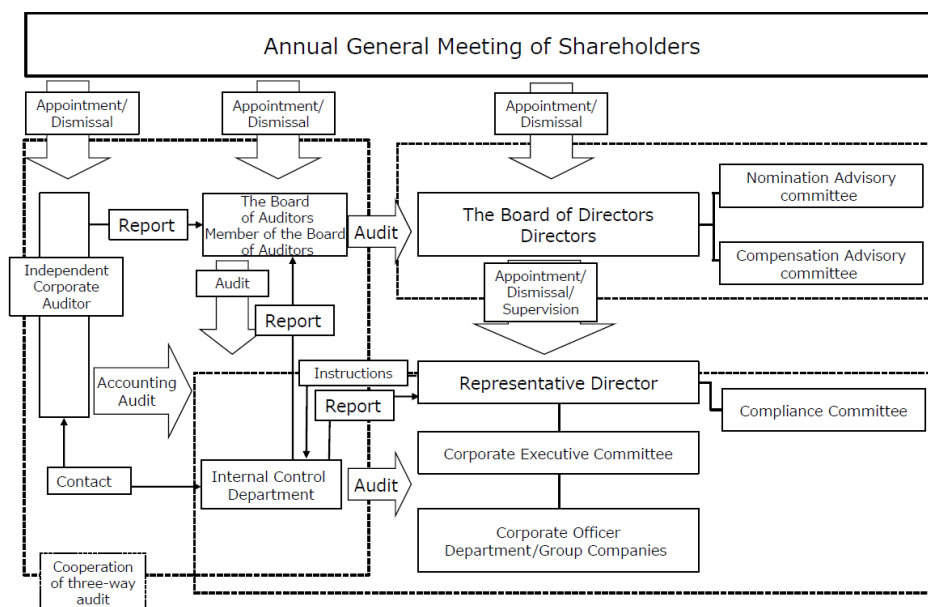 Annual General Meeting of Shareholders
Appointment/
Dismissal
Appointment/
Dismissal
Appointment/
Dismissal
Nomination Advisory
committee
The Board
of Auditors
Member of the Board
of Auditors
Report
Audit
The Board of Directors
Directors
Compensation Advisory
committee
Independent
Corporate
Auditor
Audit
Appointment/
Dismissal/
Supervision
Report
Instructions
Representative Director
Accounting
Audit
Report
Compliance Committee
Corporate Executive Committee
Contact
Internal Control
Department
Audit
Corporate Officer
Department/Group Companies
Cooperation
of three-way
audit